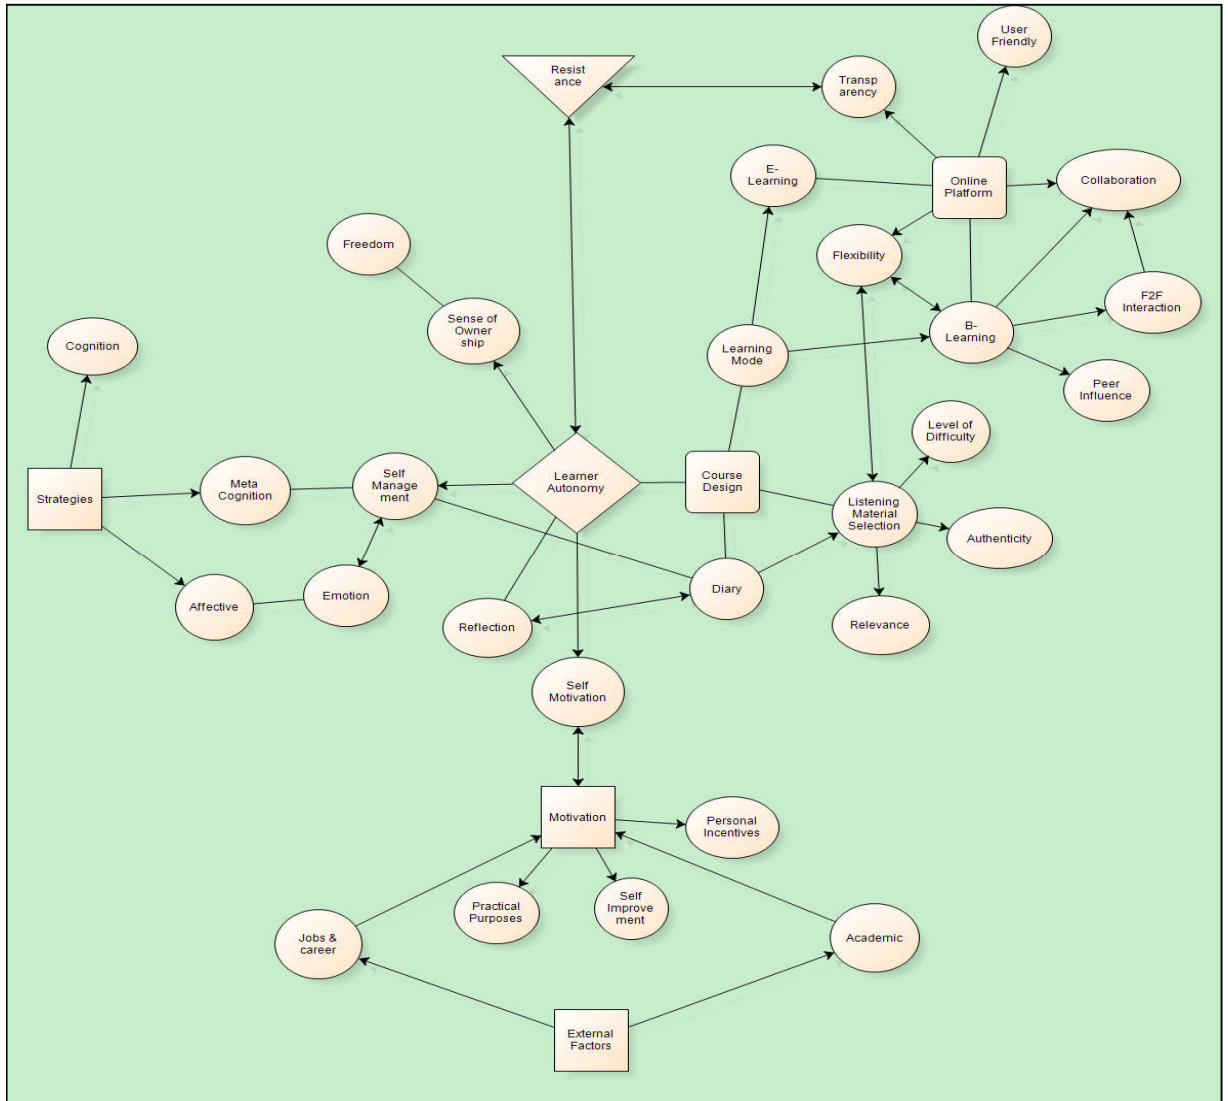 User
Friendly
Resist
ance
Transp
arency
E-
Learning
Online
Platform
Collaboration
Freedom
Flexibility
F2F
Interaction
Sense of
Owner
ship
B-
Learning
Cognition
Learning
Mode
Peer
Influence
Level of
Difficulty
Strategies
Meta
Cognition
Self
Manage
ment
Learner
Autonomy
Course
Design
Listening
Material
Selection
Authenticity
Affective
Emotion
Reflection
Diary
Relevance
Self
Motivation
Motivation
Personal
Incentives
Practical
Purposes
Self
Improve
ment
Jobs &
career
Academic
External
Factors